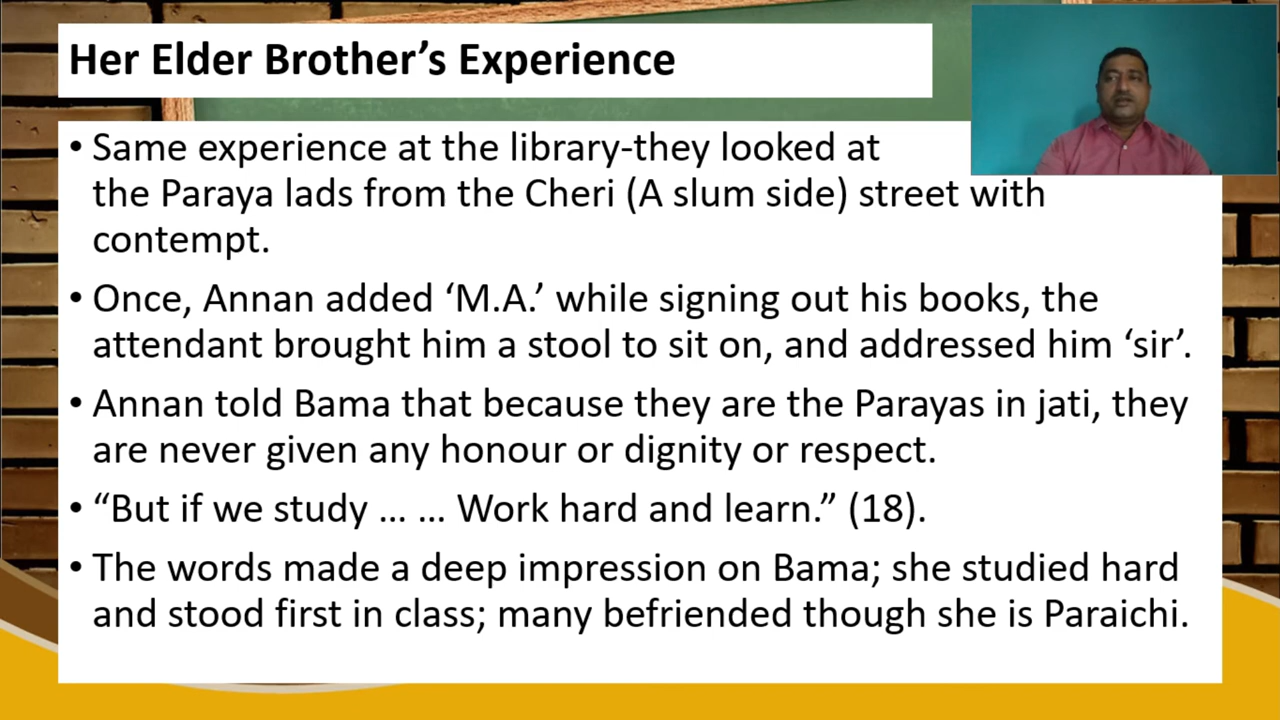 Her Elder Brother’s Experience
• Same experience at the library-they looked at
the Paraya lads from the Cheri (A slum side) street with
contempt.
• Once, Annan added ‘M.A.’ while signing out his books, the
attendant brought him a stool to sit on, and addressed him ‘sir’.
• Annan told Bama that because they are the Parayas in jati, they
are never given any honour or dignity or respect.
• “But if we study … … Work hard and learn.” (18).
• The words made a deep impression on Bama; she studied hard
and stood first in class; many befriended though she is Paraichi.